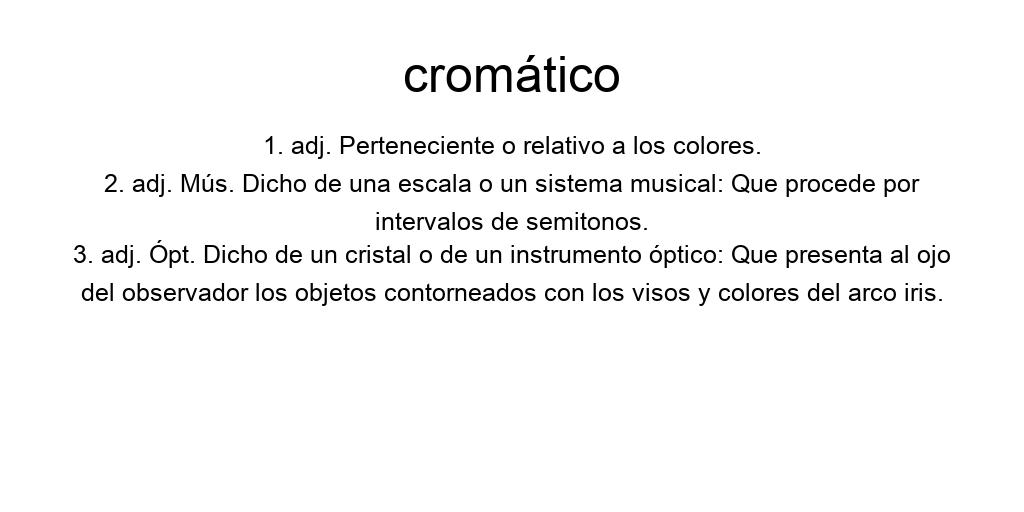 cromático
1. adj. Perteneciente o relativo a los colores.
2. adj. Mús. Dicho de una escala o un sistema musical: Que procede por
intervalos de semitonos.
3. adj. Ópt. Dicho de un cristal o de un instrumento óptico: Que presenta al ojo
del observador los objetos contorneados con los visos y colores del arco iris.